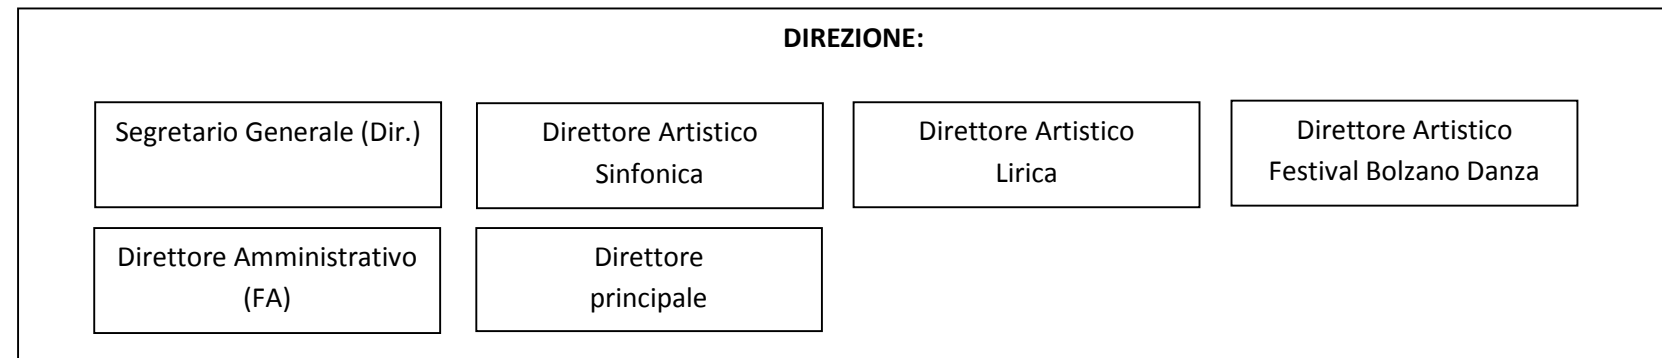 DIREZIONE:
Segretario Generale (Dir.)
Direttore Artistico
Sinfonica
Direttore Artistico
Lirica
Direttore Artistico
Festival Bolzano Danza
Direttore Amministrativo
(FA)
Direttore
principale